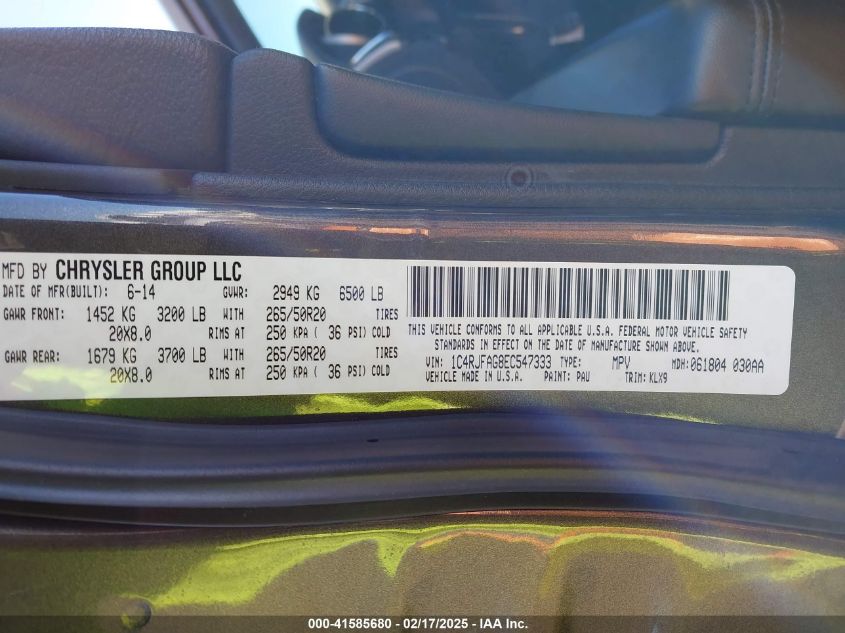 MFD BY CHRYSLER GROUP LLC
DATE OF MFR(BUILT): 6-14 GVWR: 2949 KG 6500 LB
GAWR FRONT: 1452 KG 3200 LB WITH 265/50R20 TIRES
20X8.0 RIMS AT 250 KPA ( 36 PSI) COLD
GAWR REAR: 1679 KG 3700 LB WITH 265/50R20 TIRES
20X8.0 RIMS AT 250 KPA ( 36 PSI) COLD
THIS VEHICLE CONFORMS TO ALL APPLICABLE U.S.A. FEDERAL MOTOR VEHICLE SAFETY
STANDARDS IN EFFECT ON THE DATE OF MANUFACTURE SHOWN ABOVE.
VIN: 1C4RJFAG8EC547333 TYPE: MPV MDH: 061804 030AA
VEHICLE MADE IN U.S.A. PAINT: PAU TRIM: KLX9
000-41585680 - 02/17/2025 - IAA Inc.